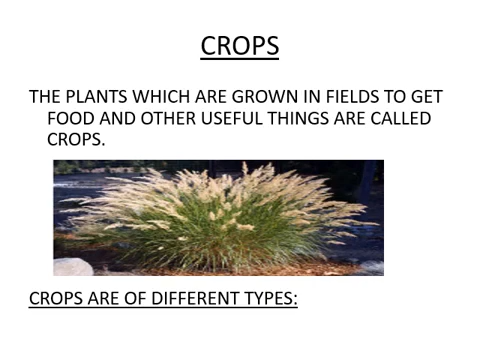 CROPS
THE PLANTS WHICH ARE GROWN IN FIELDS TO GET
FOOD AND OTHER USEFUL THINGS ARE CALLED
CROPS.
CROPS ARE OF DIFFERENT TYPES: